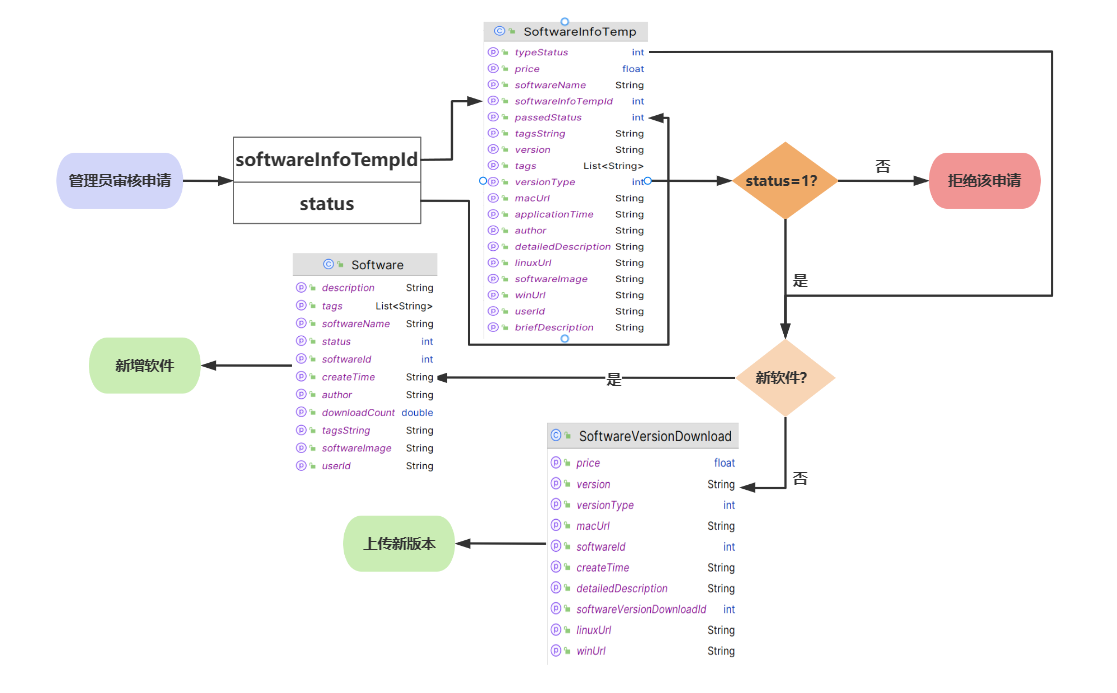 SoftwareInfoTemp
typeStatus int
price float
softwareName String
softwareInfoTempId int
passedStatus int
tagsString String
version String
tags List<String>
versionType int
macUrl String
applicationTime String
author String
detailedDescription String
linuxUrl String
softwareImage String
winUrl String
userId String
briefDescription String
管理员审核申请
softwareInfoTempId
status
status=1?
否
拒绝该申请
是
Software
description String
tags List<String>
softwareName String
status int
softwareId int
createTime String
author String
downloadCount double
tagsString String
softwareImage String
userId String
新增软件
是
新软件?
否
SoftwareVersionDownload
price float
version String
versionType int
macUrl String
softwareId int
createTime String
detailedDescription String
softwareVersionDownloadId int
linuxUrl String
winUrl String
上传新版本